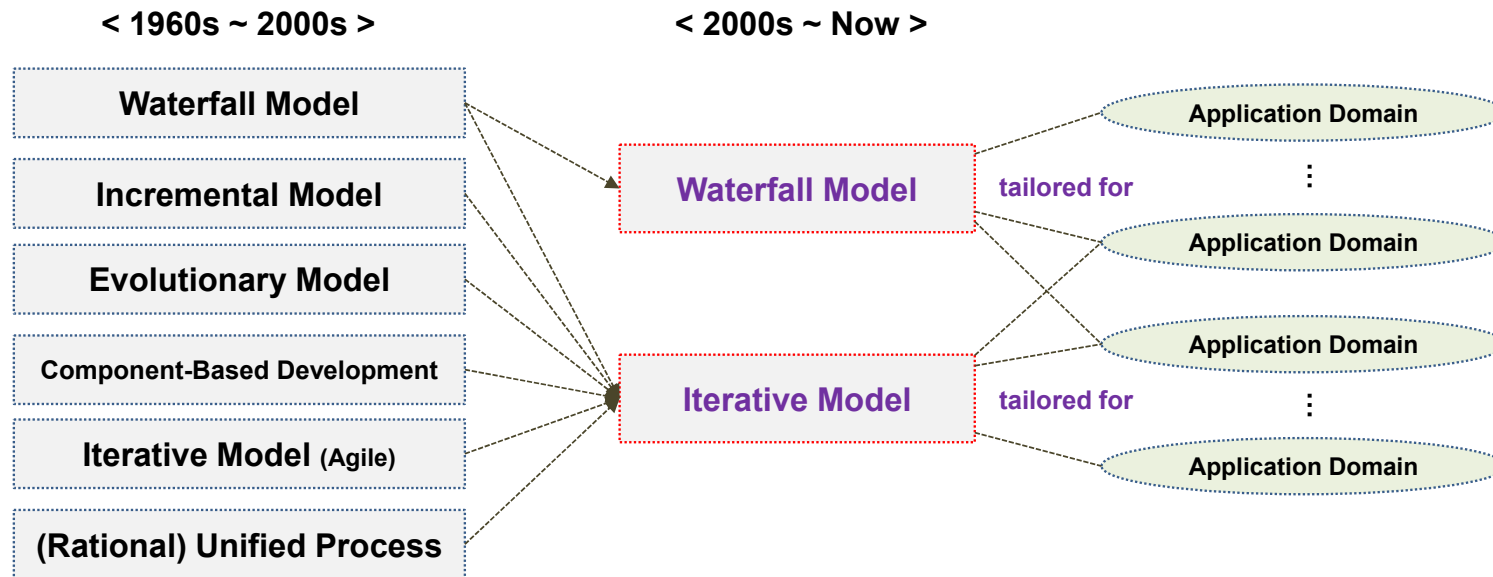 < 1960s ~ 2000s >
< 2000s ~ Now >
Waterfall Model
Incremental Model
Evolutionary Model
Component-Based Development
Iterative Model (Agile)
(Rational) Unified Process
Waterfall Model
Iterative Model
tailored for
tailored for
Application Domain
⋮
Application Domain
Application Domain
⋮
Application Domain